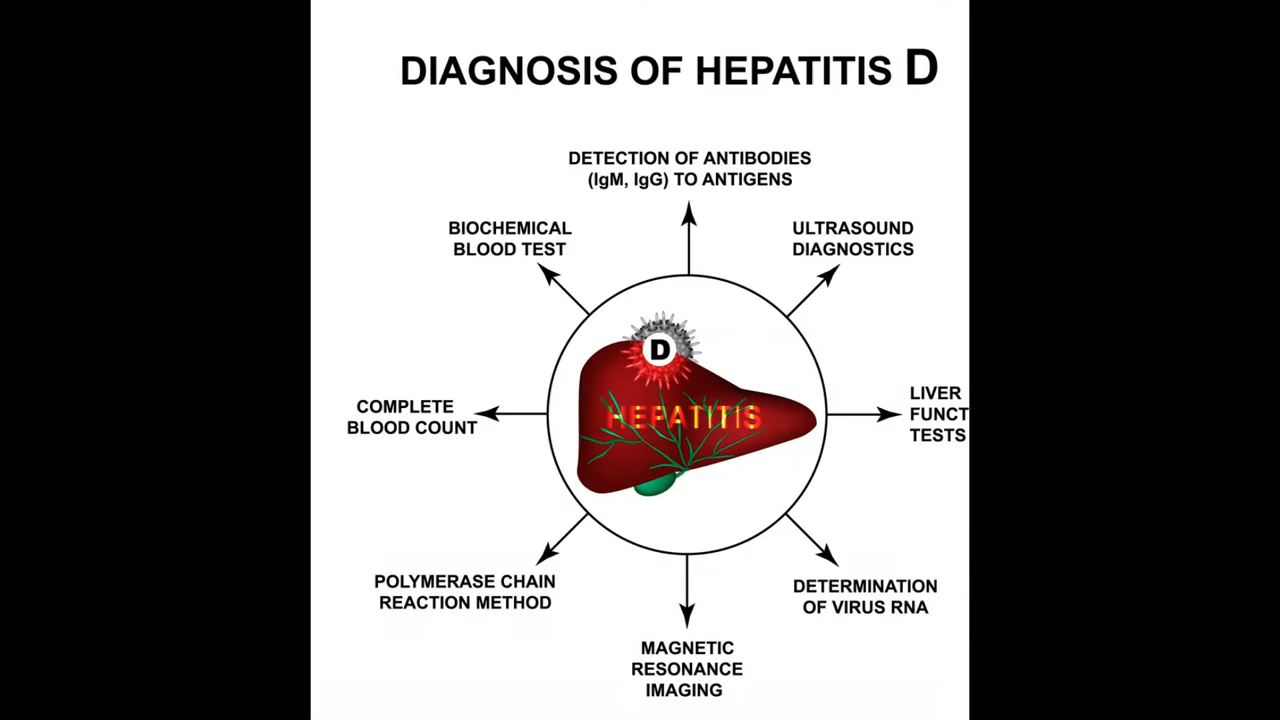 DIAGNOSIS OF HEPATITIS D
DETECTION OF ANTIBODIES
(IgM, IgG) TO ANTIGENS
BIOCHEMICAL
BLOOD TEST
ULTRASOUND
DIAGNOSTICS
D
HEPATITIS
COMPLETE
BLOOD COUNT
LIVER
FUNCT
TESTS
POLYMERASE CHAIN
REACTION METHOD
DETERMINATION
OF VIRUS RNA
MAGNETIC
RESONANCE
IMAGING